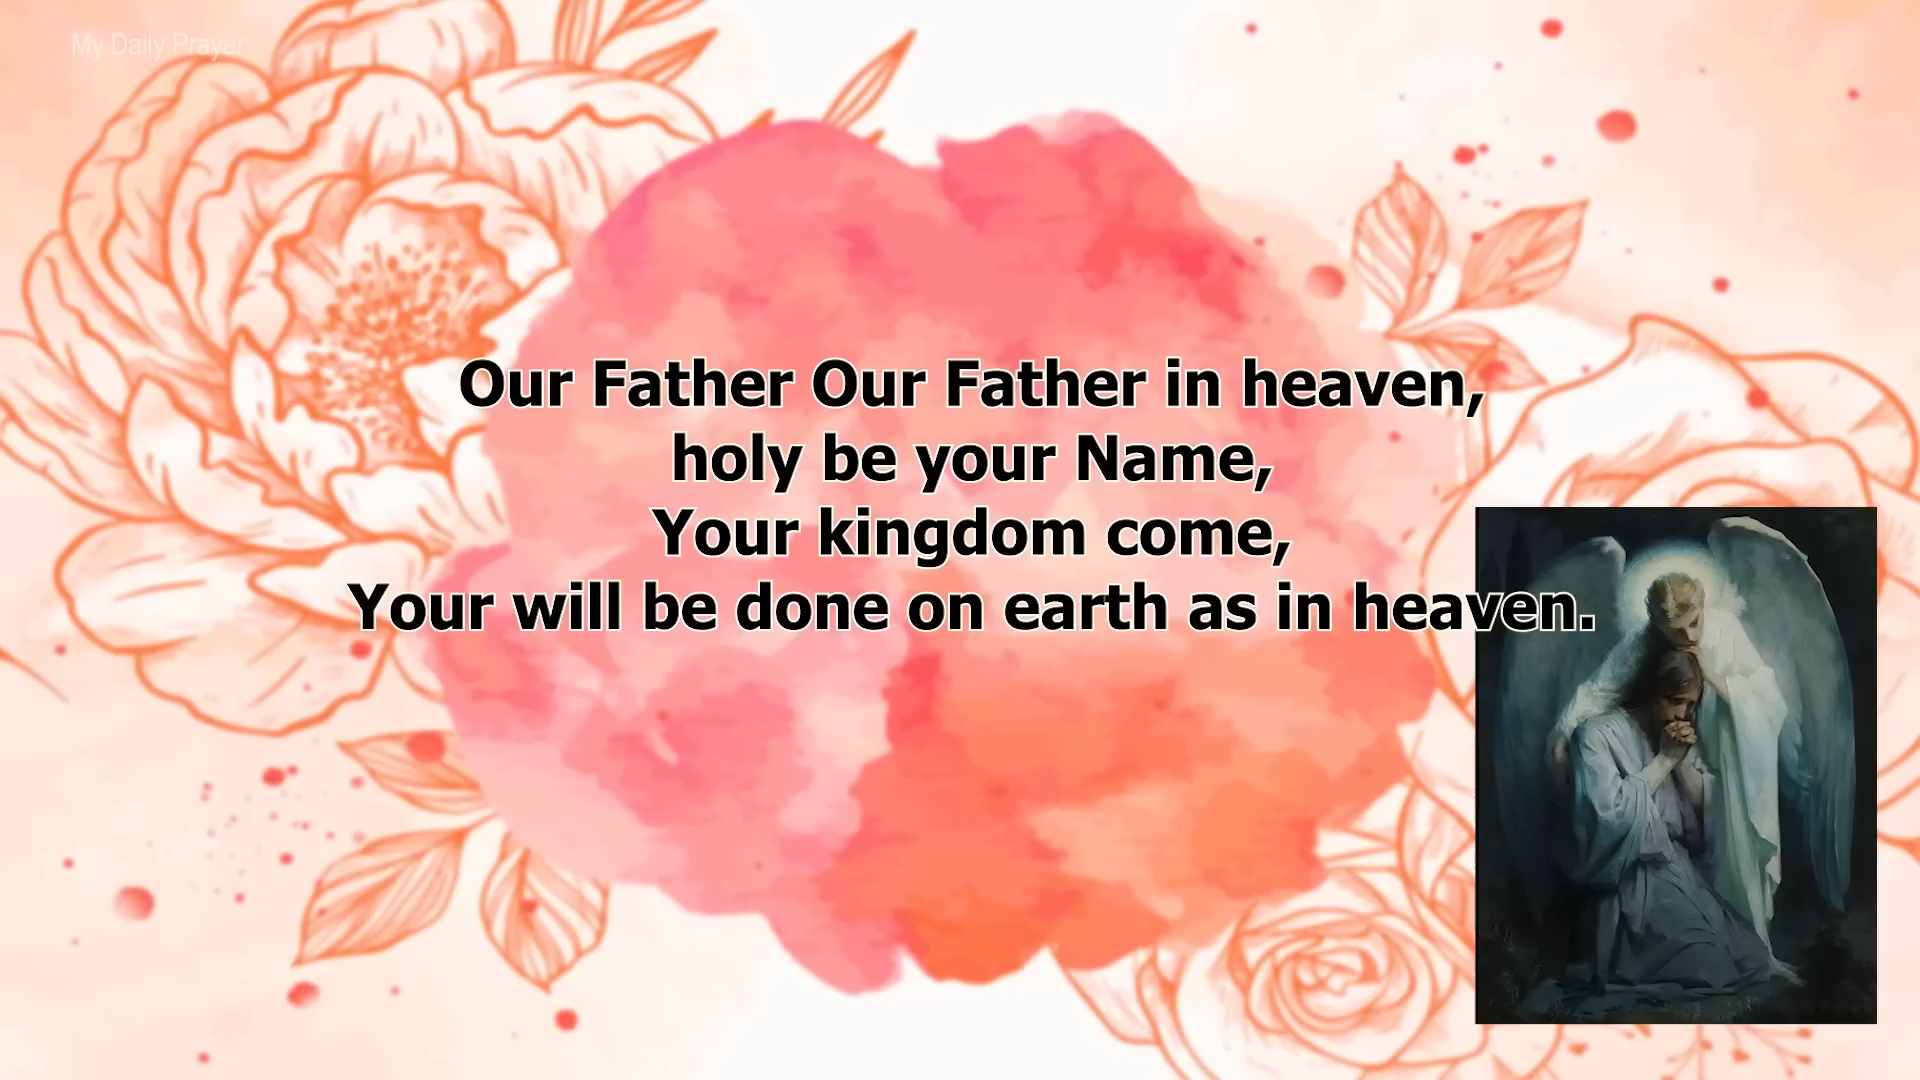 My Daily Prayer
Our Father Our Father in heaven,
holy be your Name,
Your kingdom come,
Your will be done on earth as in heaven.